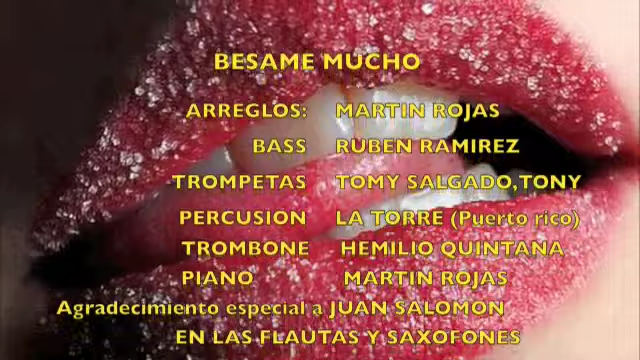 BESAME MUCHO
ARREGLOS: MARTIN ROJAS
BASS RUBEN RAMIREZ
TROMPETAS TOMY SALGADO,TONY
PERCUSION LA TORRE (Puerto rico)
TROMBONE HEMILIO QUINTANA
PIANO MARTIN ROJAS
Agradecimiento especial a JUAN SALOMON
EN LAS FLAUTAS Y SAXOFONES